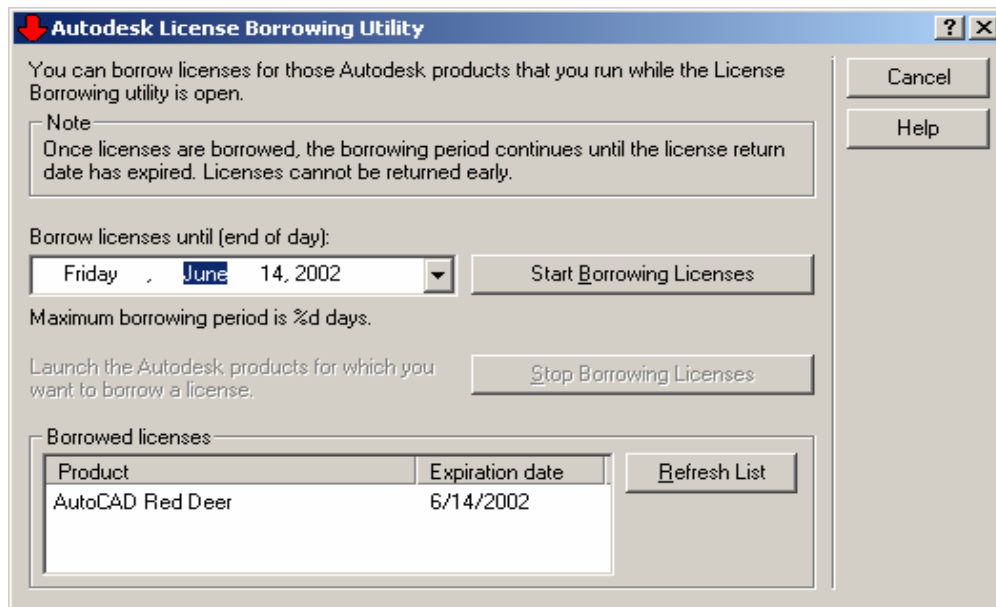 Autodesk License Borrowing Utility
You can borrow licenses for those Autodesk products that you run while the License
Borrowing utility is open.
Cancel
Help
Note
Once licenses are borrowed, the borrowing period continues until the license return
date has expired. Licenses cannot be returned early.
Borrow licenses until (end of day):
Friday , June 14, 2002
Start Borrowing Licenses
Maximum borrowing period is %d days.
Launch the Autodesk products for which you
want to borrow a license.
Stop Borrowing Licenses
Borrowed licenses
Product Expiration date
AutoCAD Red Deer 6/14/2002
Refresh List